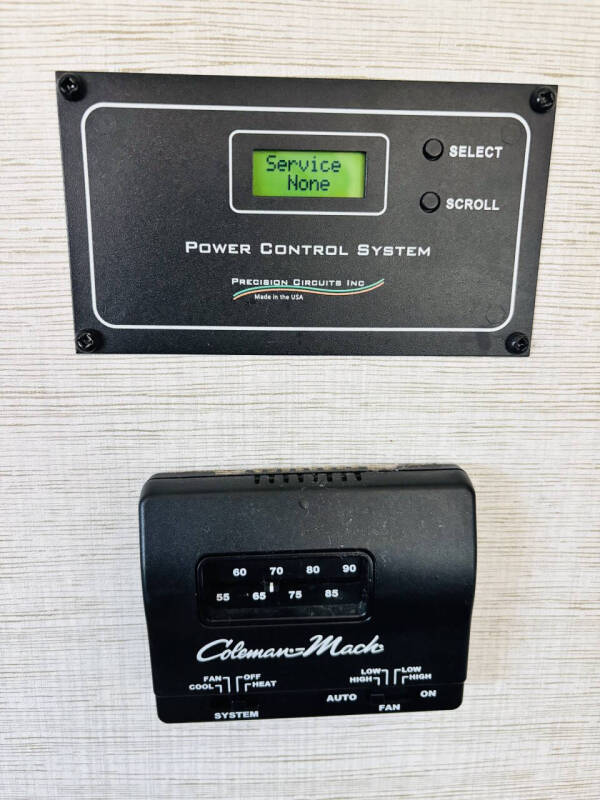 Service
None
SELECT
SCROLL
POWER CONTROL SYSTEM
PRECISION CIRCUITS INC
Made in the USA
60 70 80 90
55 65 75 85
Coleman-Mach
FAN OFF
COOL HEAT
SYSTEM
LOW LOW
HIGH HIGH
AUTO ON
FAN